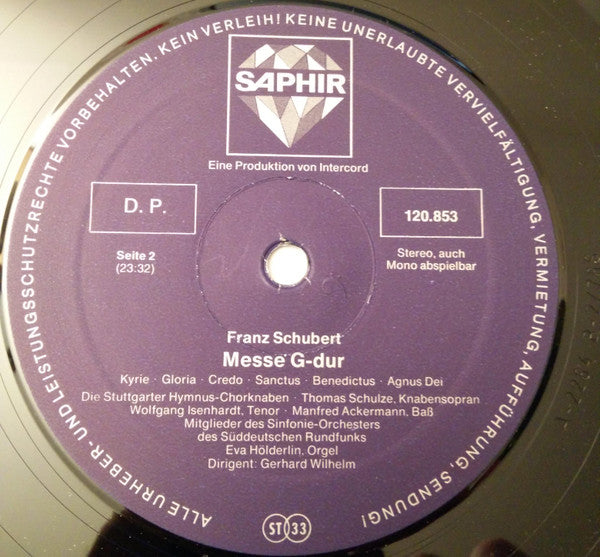 ALLE URHEBER- UND LEISTUNGSSCHUTZRECHTE VORBEHALTEN. KEIN VERLEIH! KEINE UNERLAUBTE VERVIELFÄLTIGUNG, VERMIETUNG, AUFFÜHRUNG, SENDUNG!
SAPHIR
Eine Produktion von Intercord
D. P.
120.853
Seite 2
(23:32)
Stereo, auch
Mono abspielbar
Franz Schubert
Messe G-dur
Kyrie · Gloria · Credo · Sanctus · Benedictus · Agnus Dei
Die Stuttgarter Hymnus-Chorknaben · Thomas Schulze, Knabensopran
Wolfgang Isenhardt, Tenor · Manfred Ackermann, Baß
Mitglieder des Sinfonie-Orchesters
des Süddeutschen Rundfunks
Eva Hölderlin, Orgel
Dirigent: Gerhard Wilhelm
ST 33